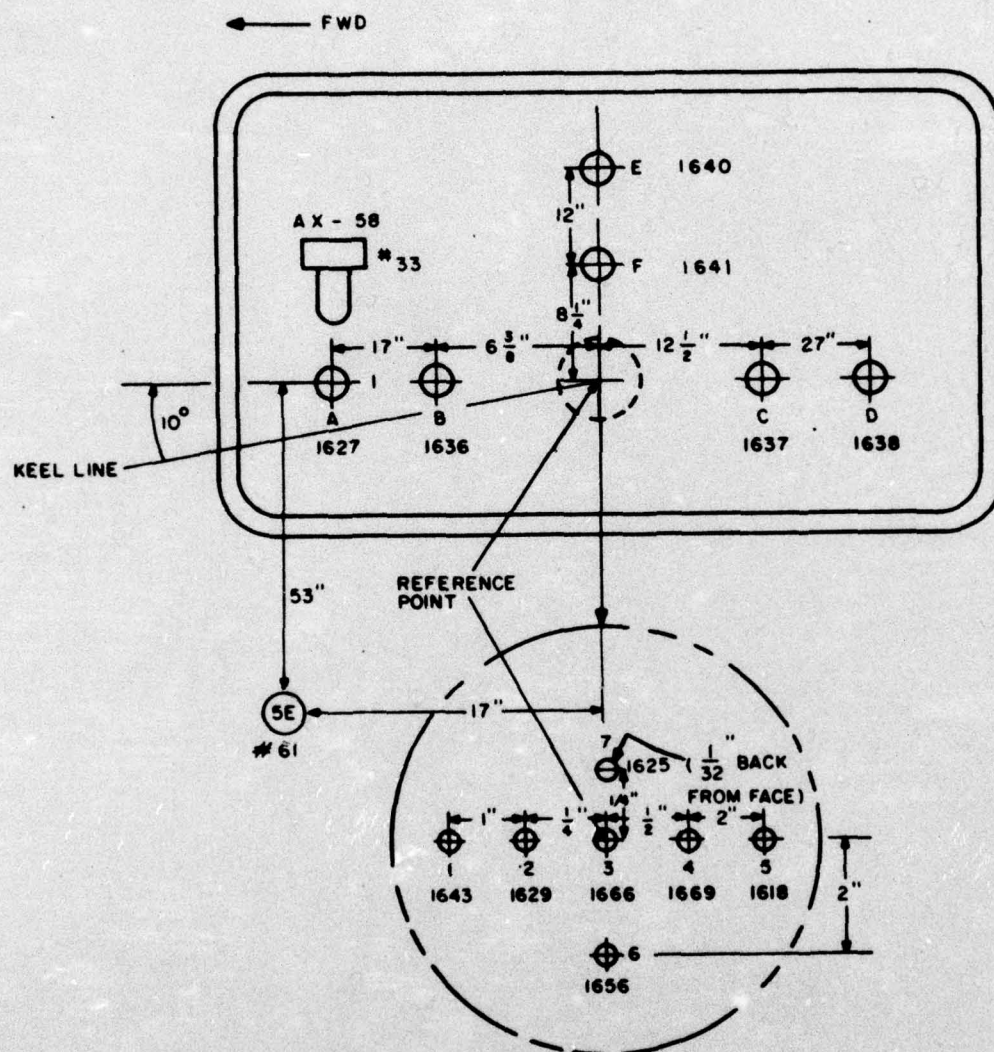 FWD
E 1640
12"
AX - 58
#33
F 1641
8 1/4"
17" 6 3/8" 12 1/2" 27"
1
10°
A B C D
1627 1636 1637 1638
KEEL LINE
53"
REFERENCE
POINT
5E
17"
#61
7
1625 ( 1/32" BACK
FROM FACE)
1/4"
1" 1/4" 1/2" 2"
1 2 3 4 5
1643 1629 1666 1669 1618
2"
6
1656